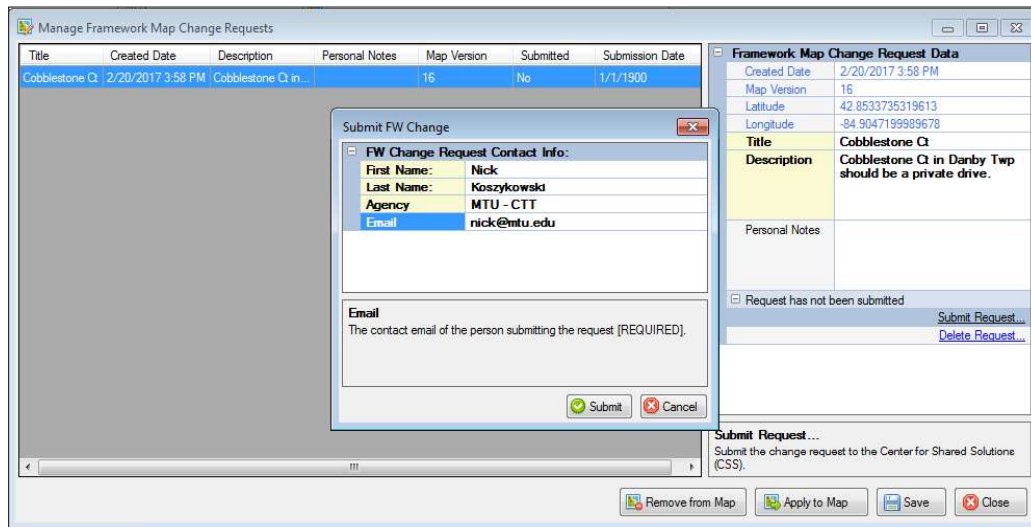 Manage Framework Map Change Requests
Title Created Date Description Personal Notes Map Version Submitted Submission Date
Cobblestone Ct 2/20/2017 3:58 PM Cobblestone Ct in... 16 No 1/1/1900
Submit FW Change
FW Change Request Contact Info:
First Name: Nick
Last Name: Koszykowski
Agency MTU - CTT
Email nick@mtu.edu
Email
The contact email of the person submitting the request [REQUIRED].
Submit Cancel
Framework Map Change Request Data
Created Date 2/20/2017 3:58 PM
Map Version 16
Latitude 42.8533735319613
Longitude -84.9047199989678
Title Cobblestone Ct
Description Cobblestone Ct in Danby Twp
should be a private drive.
Personal Notes
Request has not been submitted
Submit Request...
Delete Request...
Submit Request...
Submit the change request to the Center for Shared Solutions
(CSS).
Remove from Map Apply to Map Save Close